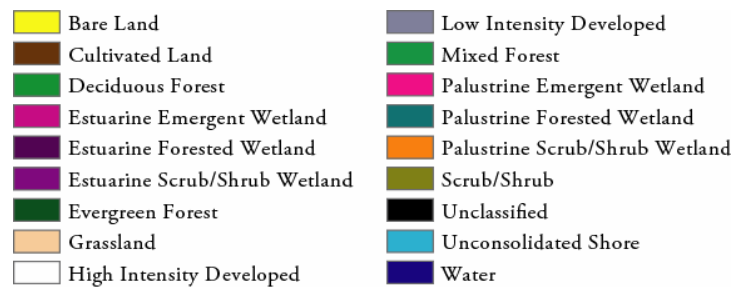 Bare Land
Cultivated Land
Deciduous Forest
Estuarine Emergent Wetland
Estuarine Forested Wetland
Estuarine Scrub/Shrub Wetland
Evergreen Forest
Grassland
High Intensity Developed
Low Intensity Developed
Mixed Forest
Palustrine Emergent Wetland
Palustrine Forested Wetland
Palustrine Scrub/Shrub Wetland
Scrub/Shrub
Unclassified
Unconsolidated Shore
Water